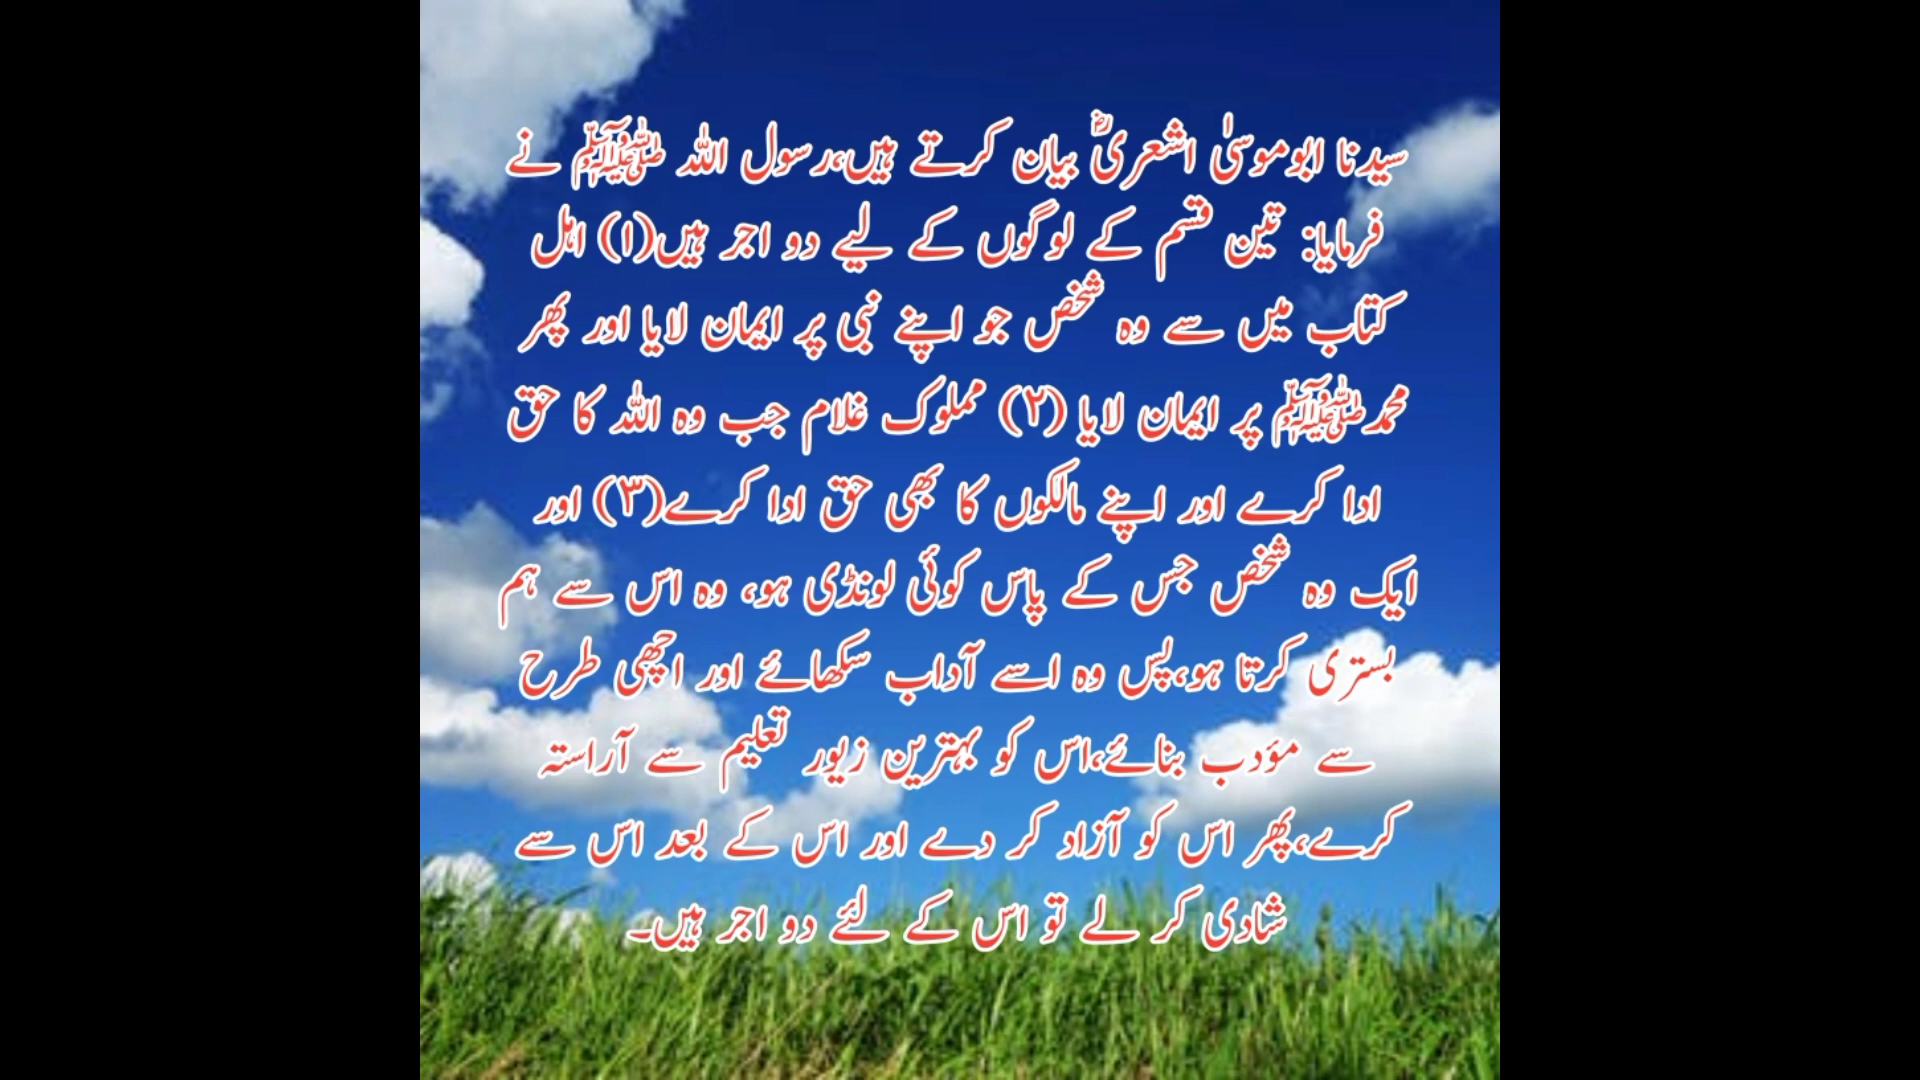 سیدنا ابوموسیٰ اشعریؓ بیان کرتے ہیں،رسول اللہ ﷺ نے
فرمایا: تین قسم کے لوگوں کے لیے دو اجر ہیں(۱) اہل
کتاب میں سے وہ شخص جو اپنے نبی پر ایمان لایا اور پھر
محمدﷺ پر ایمان لایا (۲) مملوک غلام جب وہ اللہ کا حق
ادا کرے اور اپنے مالکوں کا بھی حق ادا کرے(۳) اور
ایک وہ شخص جس کے پاس کوئی لونڈی ہو، وہ اس سے ہم
بستری کرتا ہو،پس وہ اسے آداب سکھائے اور اچھی طرح
سے مؤدب بنائے،اس کو بہترین زیور تعلیم سے آراستہ
کرے،پھر اس کو آزاد کر دے اور اس کے بعد اس سے
شادی کر لے تو اس کے لئے دو اجر ہیں۔